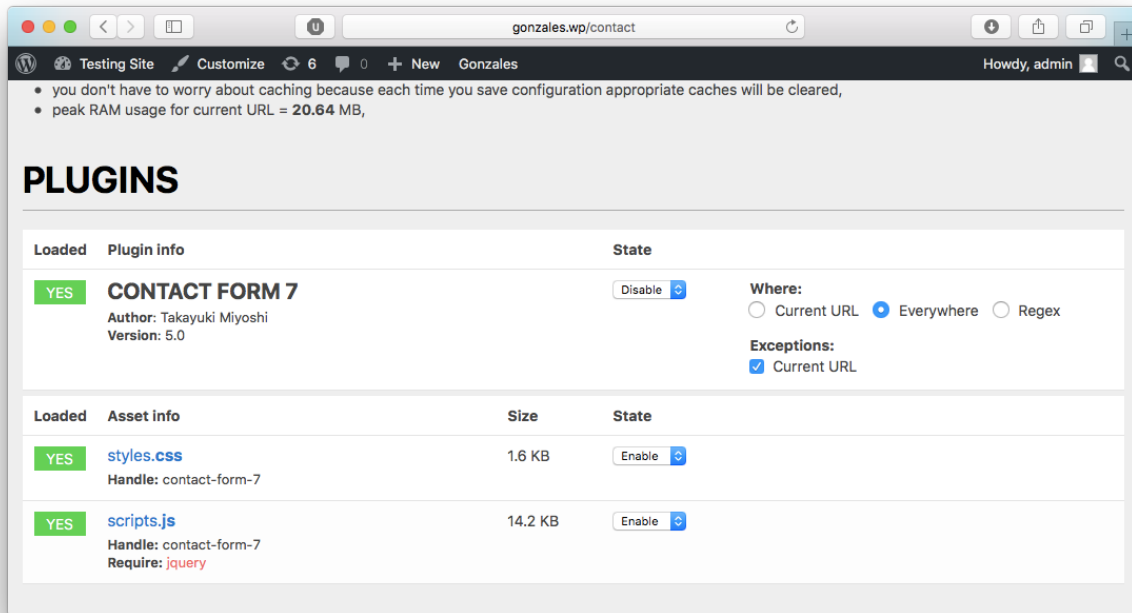 gonzales.wp/contact
Testing Site Customize 6 0 New Gonzales Howdy, admin
• you don't have to worry about caching because each time you save configuration appropriate caches will be cleared,
• peak RAM usage for current URL = 20.64 MB,
PLUGINS
Loaded Plugin info State
YES CONTACT FORM 7 Disable Where:
Current URL Everywhere Regex
Author: Takayuki Miyoshi
Version: 5.0
Exceptions:
Current URL
Loaded Asset info Size State
YES styles.css 1.6 KB Enable
Handle: contact-form-7
YES scripts.js 14.2 KB Enable
Handle: contact-form-7
Require: jquery